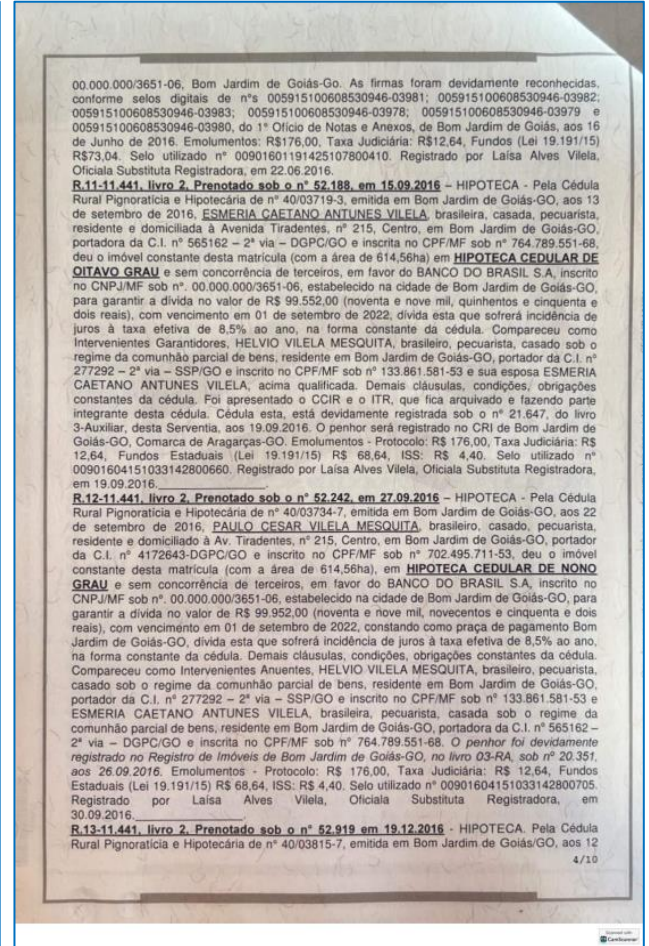 00.000.000/3651-06, Bom Jardim de Goiás-Go. As firmas foram devidamente reconhecidas,
conforme selos digitais de n°s 005915100608530946-03981; 005915100608530946-03982;
005915100608530946-03983; 005915100608530946-03978; 005915100608530946-03979 e
005915100608530946-03980, do 1° Ofício de Notas e Anexos, de Bom Jardim de Goiás, aos 16
de Junho de 2016. Emolumentos: R$176,00, Taxa Judiciária: R$12,64, Fundos (Lei 19.191/15)
R$73,04. Selo utilizado n° 00901601191425107800410. Registrado por Laísa Alves Vilela,
Oficiala Substituta Registradora, em 22.06.2016.
R.11-11.441, livro 2, Prenotado sob o n° 52.188, em 15.09.2016 – HIPOTECA - Pela Cédula
Rural Pignoratícia e Hipotecária de n° 40/03719-3, emitida em Bom Jardim de Goiás-GO, aos 13
de setembro de 2016, ESMERIA CAETANO ANTUNES VILELA, brasileira, casada, pecuarista,
residente e domiciliada à Avenida Tiradentes, n° 215, Centro, em Bom Jardim de Goiás-GO,
portadora da C.I. n° 565162 – 2ª via – DGPC/GO e inscrita no CPF/MF sob n° 764.789.551-68,
deu o imóvel constante desta matrícula (com a área de 614,56ha) em HIPOTECA CEDULAR DE
OITAVO GRAU e sem concorrência de terceiros, em favor do BANCO DO BRASIL S.A, inscrito
no CNPJ/MF sob n°. 00.000.000/3651-06, estabelecido na cidade de Bom Jardim de Goiás-GO,
para garantir a dívida no valor de R$ 99.552,00 (noventa e nove mil, quinhentos e cinquenta e
dois reais), com vencimento em 01 de setembro de 2022, dívida esta que sofrerá incidência de
juros à taxa efetiva de 8,5% ao ano, na forma constante da cédula. Compareceu como
Intervenientes Garantidores, HELVIO VILELA MESQUITA, brasileiro, pecuarista, casado sob o
regime da comunhão parcial de bens, residente em Bom Jardim de Goiás-GO, portador da C.I. n°
277292 – 2ª via – SSP/GO e inscrito no CPF/MF sob n° 133.861.581-53 e sua esposa ESMERIA
CAETANO ANTUNES VILELA, acima qualificada. Demais cláusulas, condições, obrigações
constantes da cédula. Foi apresentado o CCIR e o ITR, que fica arquivado e fazendo parte
integrante desta cédula. Cédula esta, está devidamente registrada sob o n° 21.647, do livro
3-Auxiliar, desta Serventia, aos 19.09.2016. O penhor será registrado no CRI de Bom Jardim de
Goiás-GO, Comarca de Aragarças-GO. Emolumentos - Protocolo: R$ 176,00, Taxa Judiciária: R$
12,64, Fundos Estaduais (Lei 19.191/15) R$ 68,64, ISS: R$ 4,40. Selo utilizado n°
00901604151033142800660. Registrado por Laísa Alves Vilela, Oficiala Substituta Registradora,
em 19.09.2016.____________.
R.12-11.441, livro 2, Prenotado sob o n° 52.242, em 27.09.2016 – HIPOTECA - Pela Cédula
Rural Pignoratícia e Hipotecária de n° 40/03734-7, emitida em Bom Jardim de Goiás-GO, aos 22
de setembro de 2016, PAULO CESAR VILELA MESQUITA, brasileiro, casado, pecuarista,
residente e domiciliado à Av. Tiradentes, n° 215, Centro, em Bom Jardim de Goiás-GO, portador
da C.I. n° 4172643-DGPC/GO e inscrito no CPF/MF sob n° 702.495.711-53, deu o imóvel
constante desta matrícula (com a área de 614,56ha), em HIPOTECA CEDULAR DE NONO
GRAU e sem concorrência de terceiros, em favor do BANCO DO BRASIL S.A, inscrito no
CNPJ/MF sob n°. 00.000.000/3651-06, estabelecido na cidade de Bom Jardim de Goiás-GO, para
garantir a dívida no valor de R$ 99.952,00 (noventa e nove mil, novecentos e cinquenta e dois
reais), com vencimento em 01 de setembro de 2022, constando como praça de pagamento Bom
Jardim de Goiás-GO, dívida esta que sofrerá incidência de juros à taxa efetiva de 8,5% ao ano,
na forma constante da cédula. Demais cláusulas, condições, obrigações constantes da cédula.
Compareceu como Intervenientes Anuentes, HELVIO VILELA MESQUITA, brasileiro, pecuarista,
casado sob o regime da comunhão parcial de bens, residente em Bom Jardim de Goiás-GO,
portador da C.I. n° 277292 – 2ª via – SSP/GO e inscrito no CPF/MF sob n° 133.861.581-53 e
ESMERIA CAETANO ANTUNES VILELA, brasileira, pecuarista, casada sob o regime da
comunhão parcial de bens, residente em Bom Jardim de Goiás-GO, portadora da C.I. n° 565162 –
2ª via – DGPC/GO e inscrita no CPF/MF sob n° 764.789.551-68. O penhor foi devidamente
registrado no Registro de Imóveis de Bom Jardim de Goiás-GO, no livro 03-RA, sob n° 20.351,
aos 26.09.2016. Emolumentos - Protocolo: R$ 176,00, Taxa Judiciária: R$ 12,64, Fundos
Estaduais (Lei 19.191/15) R$ 68,64, ISS: R$ 4,40. Selo utilizado n° 00901604151033142800705.
Registrado por Laísa Alves Vilela, Oficiala Substituta Registradora, em
30.09.2016.____________.
R.13-11.441, livro 2, Prenotado sob o n° 52.919 em 19.12.2016 - HIPOTECA. Pela Cédula
Rural Pignoratícia e Hipotecária de n° 40/03815-7, emitida em Bom Jardim de Goiás/GO, aos 12
4/10
Scanned with
CamScanner